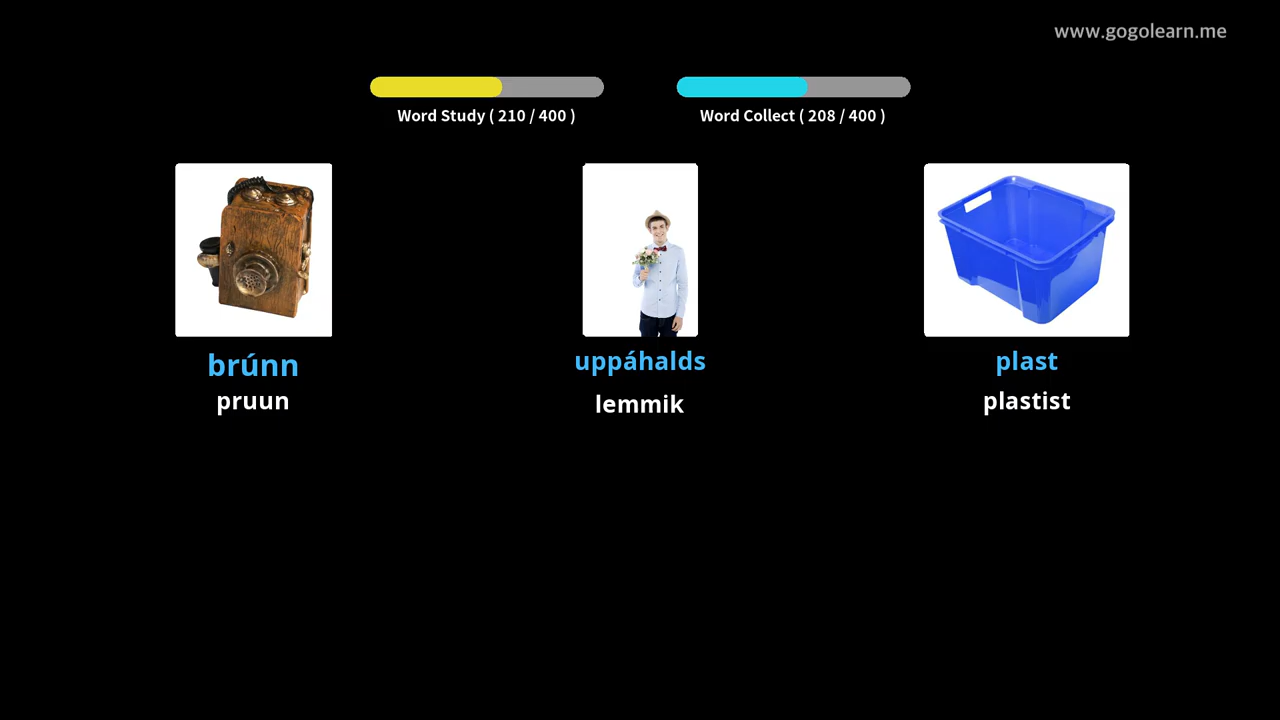 www.gogolearn.me
Word Study ( 210 / 400 )
Word Collect ( 208 / 400 )
brúnn
pruun
uppáhalds
lemmik
plast
plastist